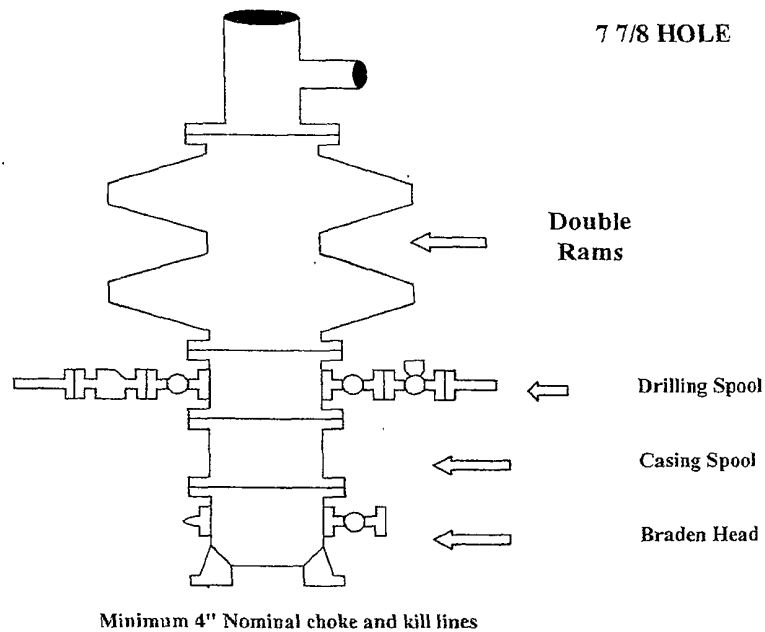 7 7/8 HOLE
Double
Rams
Drilling Spool
Casing Spool
Braden Head
Minimum 4" Nominal choke and kill lines